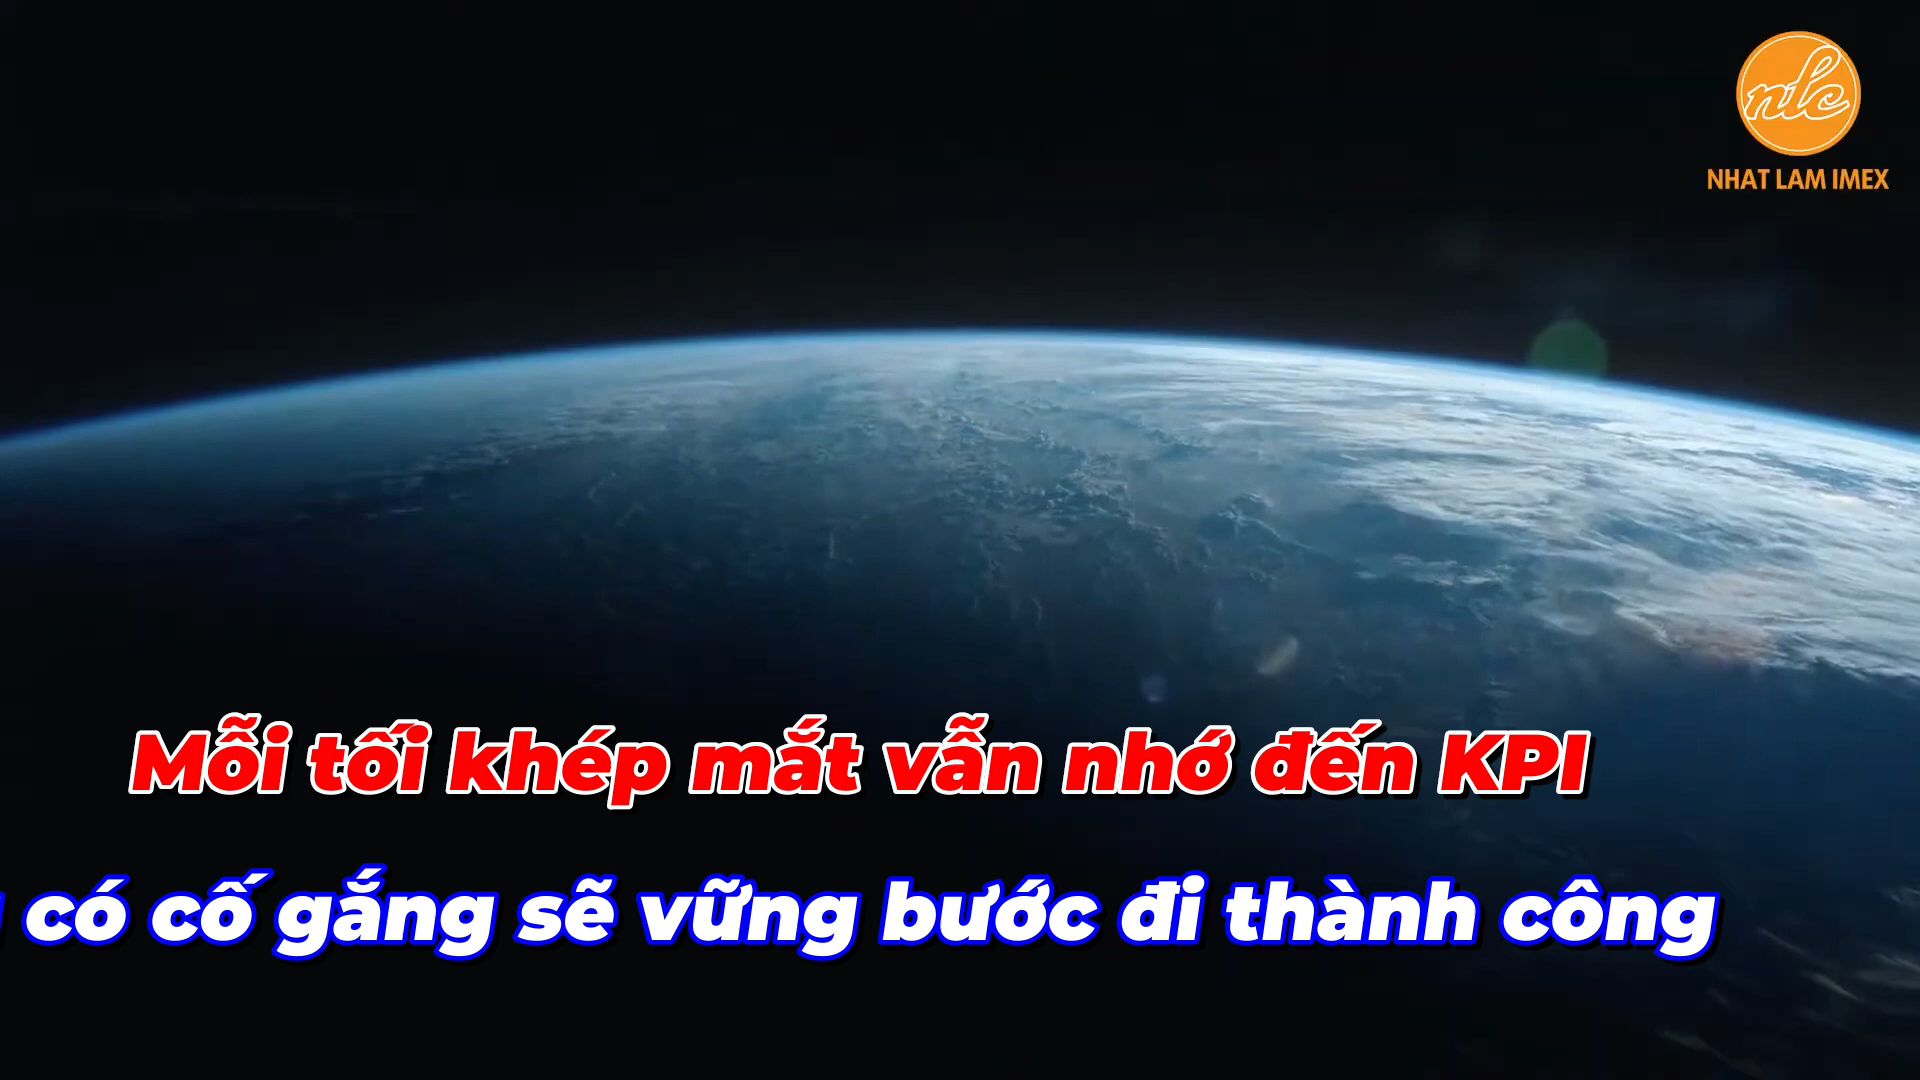 nlc
NHAT LAM IMEX
Mỗi tối khép mắt vẫn nhớ đến KPI
có cố gắng sẽ vững bước đi thành công